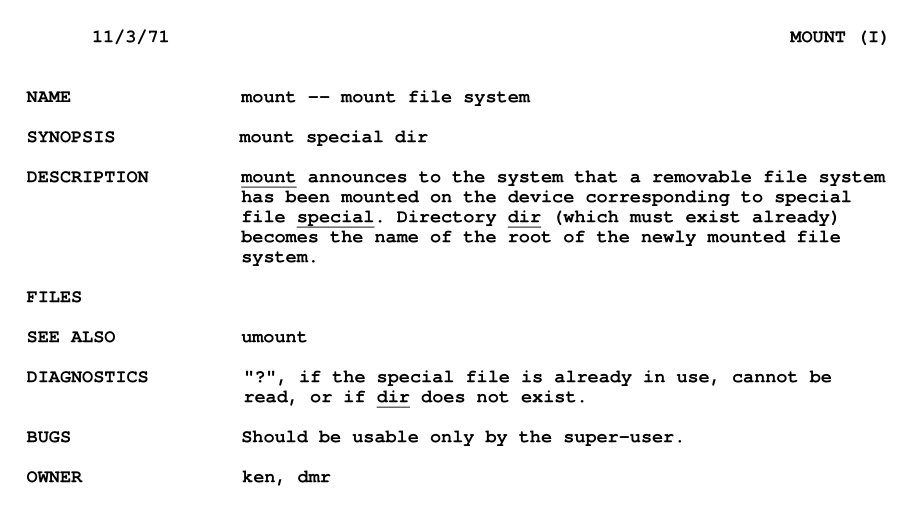 11/3/71 MOUNT (I)
NAME mount -- mount file system
SYNOPSIS mount special dir
DESCRIPTION mount announces to the system that a removable file system
has been mounted on the device corresponding to special
file special. Directory dir (which must exist already)
becomes the name of the root of the newly mounted file
system.
FILES
SEE ALSO umount
DIAGNOSTICS "?", if the special file is already in use, cannot be
read, or if dir does not exist.
BUGS Should be usable only by the super-user.
OWNER ken, dmr